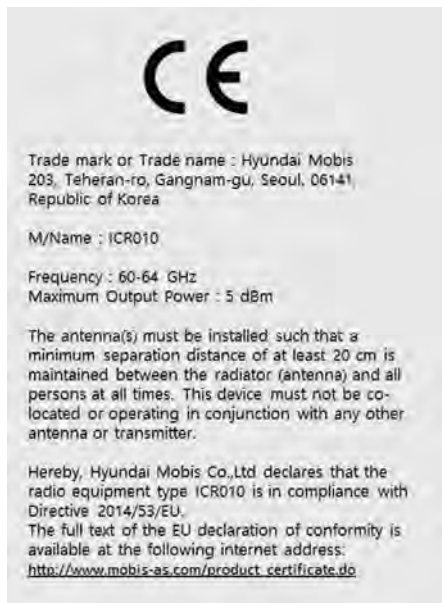 CE
Trade mark or Trade name : Hyundai Mobis
203, Teheran-ro, Gangnam-gu, Seoul, 06141,
Republic of Korea
M/Name : ICR010
Frequency : 60-64 GHz
Maximum Output Power : 5 dBm
The antenna(s) must be installed such that a
minimum separation distance of at least 20 cm is
maintained between the radiator (antenna) and all
persons at all times. This device must not be co-
located or operating in conjunction with any other
antenna or transmitter.
Hereby, Hyundai Mobis Co.,Ltd declares that the
radio equipment type ICR010 is in compliance with
Directive 2014/53/EU.
The full text of the EU declaration of conformity is
available at the following internet address:
http://www.mobis-as.com/product_certificate.do